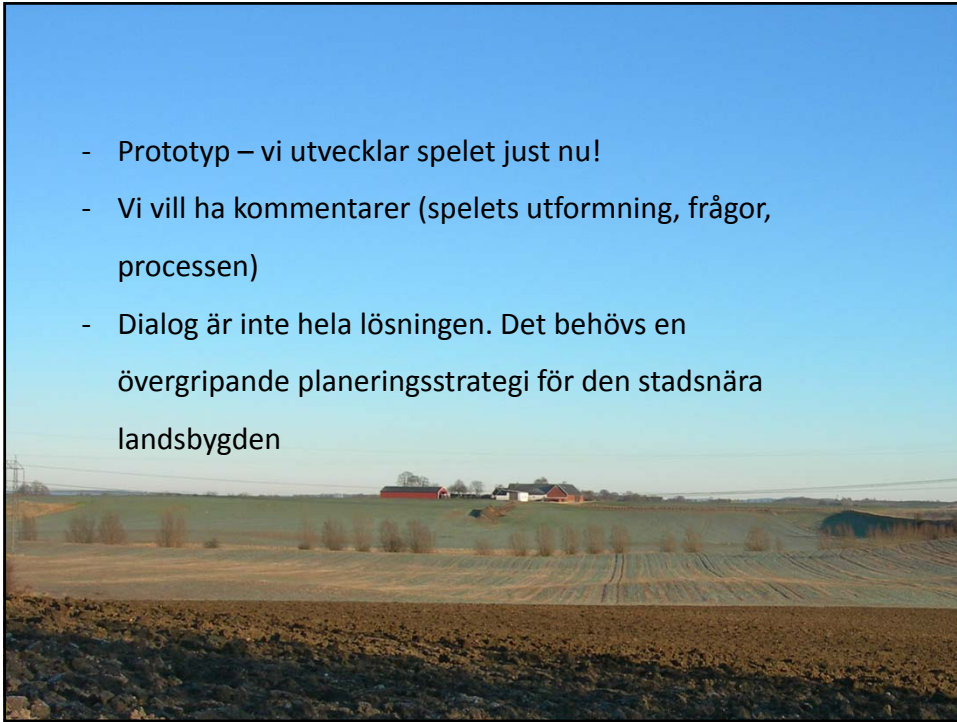 - Prototyp – vi utvecklar spelet just nu!
- Vi vill ha kommentarer (spelets utformning, frågor,
processen)
- Dialog är inte hela lösningen. Det behövs en
övergripande planeringsstrategi för den stadsnära
landsbygden